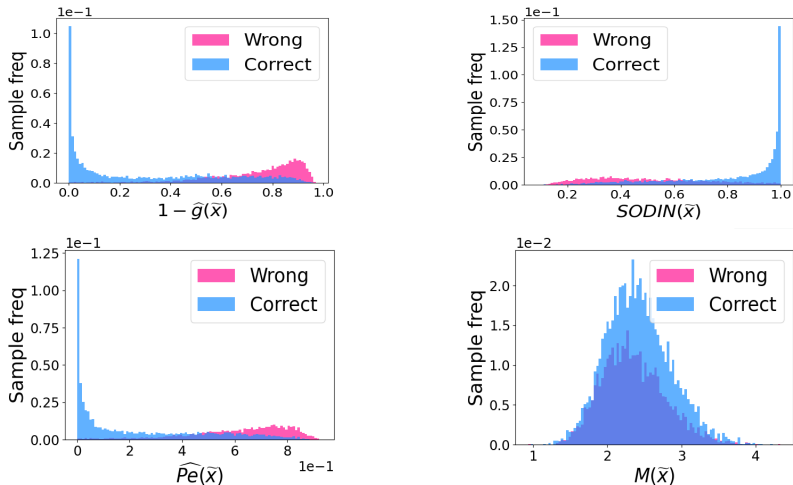 1e−1
1.0
0.8
0.6
0.4
0.2
0.0
Sample freq
Wrong
Correct
0.0 0.2 0.4 0.6 0.8 1.0
1 − ĝ(x̃)
1e−1
1.50
1.25
1.00
0.75
0.50
0.25
0.00
Sample freq
Wrong
Correct
0.2 0.4 0.6 0.8 1.0
SODIN(x̃)
1e−1
1.25
1.00
0.75
0.50
0.25
0.00
Sample freq
Wrong
Correct
0 2 4 6 8
1e−1
P̂e(x̃)
1e−2
2.5
2.0
1.5
1.0
0.5
0.0
Sample freq
Wrong
Correct
1 2 3 4
M(x̃)